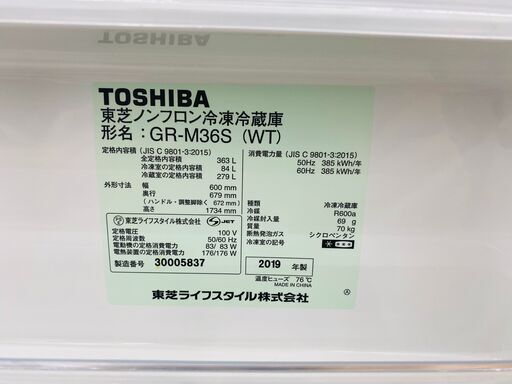 TOSHIBA
TOSHIBA
東芝ノンフロン冷凍冷蔵庫
形名：GR-M36S (WT)
定格内容積 (JIS C 9801-3:2015)
全定格内容積 363 L
冷凍室の内容積 84 L
冷蔵室の内容積 279 L
外形寸法 幅 600 mm
奥行 679 mm
(ハンドル・調整脚除く 672 mm)
高さ 1734 mm
東芝ライフスタイル株式会社 JET
定格電圧 100 V
定格周波数 50/60 Hz
電動機の定格消費電力 83/ 83 W
電熱装置の定格消費電力 176/176 W
製造番号 30005837
消費電力量 (JIS C 9801-3:2015)
50Hz 385 kWh/年
60Hz 385 kWh/年
種類 冷凍冷蔵庫
冷媒 R600a
冷媒封入量 69 g
質量 70 kg
断熱発泡ガス シクロペンタン
冷凍室の記号
2019 年製
温度ヒューズ 76℃
MADE IN CHINA
東芝ライフスタイル株式会社